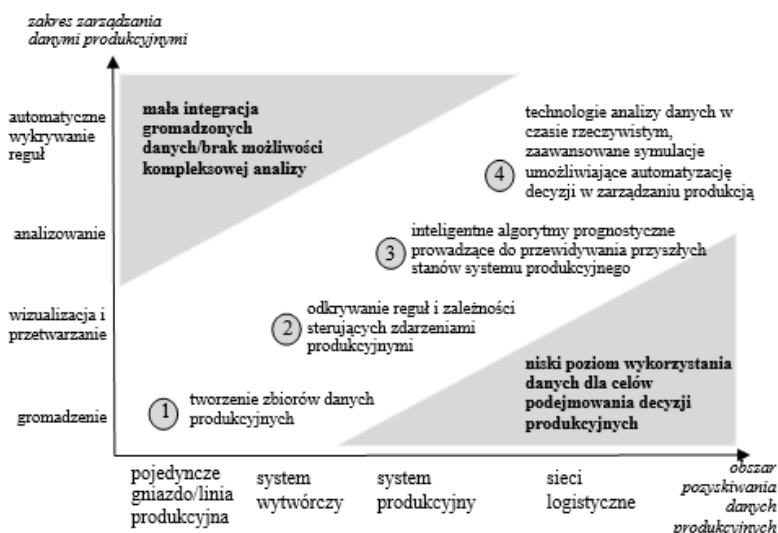 zakres zarządzania
danymi produkcyjnymi
automatyczne
wykrywanie
reguł
analizowanie
wizualizacja i
przetwarzanie
gromadzenie
mała integracja
gromadzonych
danych/brak możliwości
kompleksowej analizy
technologie analizy danych w
czasie rzeczywistym,
zaawansowane symulacje
umożliwiające automatyzację
decyzji w zarządzaniu produkcją
4
inteligentne algorytmy prognostyczne
prowadzące do przewidywania przyszłych
stanów systemu produkcyjnego
3
odkrywanie reguł i zależności
sterujących zdarzeniami
produkcyjnymi
2
niski poziom wykorzystania
danych dla celów
podejmowania decyzji
produkcyjnych
1
tworzenie zbiorów danych
produkcyjnych
pojedyncze
gniazdo/linia
produkcyjna
system
wytwórczy
system
produkcyjny
sieci
logistyczne
obszar
pozyskiwania
danych
produkcyjnych